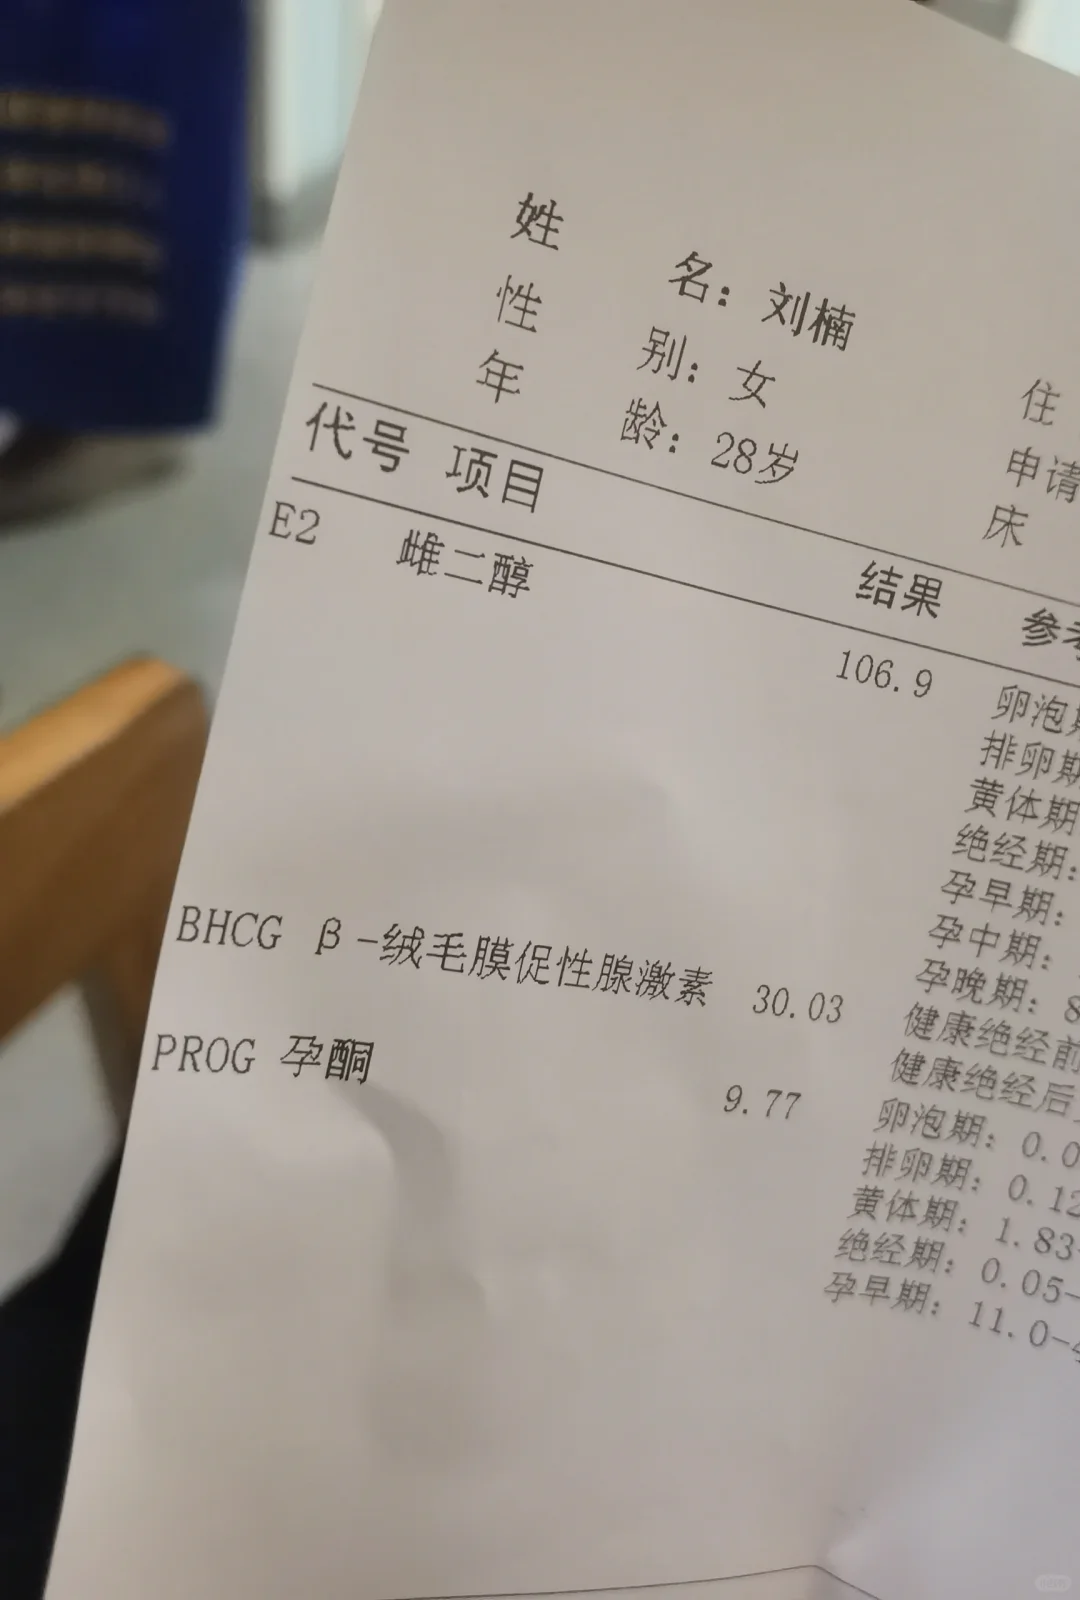 姓 名: 刘楠
性 别: 女 住
年 龄: 28岁 申请
床
代号 项目 结果 参考
E2 雌二醇 106.9 卵泡期
排卵期
黄体期
绝经期:
孕早期:
孕中期:
孕晚期: 8
BHCG β-绒毛膜促性腺激素 30.03 健康绝经前
健康绝经后
PROG 孕酮 9.77 卵泡期: 0.0
排卵期: 0.12
黄体期: 1.83-
绝经期: 0.05-
孕早期: 11.0-4